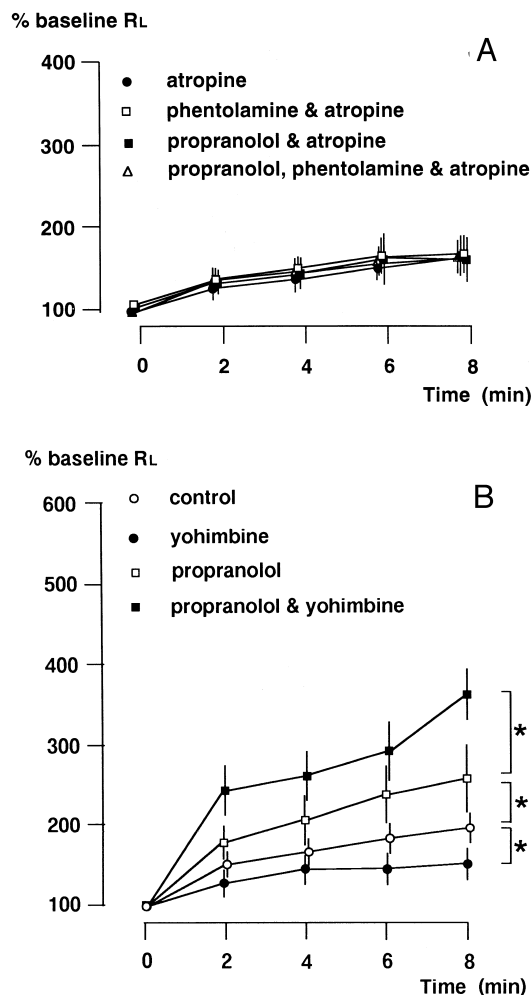 % baseline RL
A
400
atropine
phentolamine & atropine
300
propranolol & atropine
propranolol, phentolamine & atropine
200
100
0 2 4 6 8
Time (min)
% baseline RL
B
600
control
yohimbine
500
propranolol
propranolol & yohimbine
400
*
300
*
200
*
100
0 2 4 6 8
Time (min)